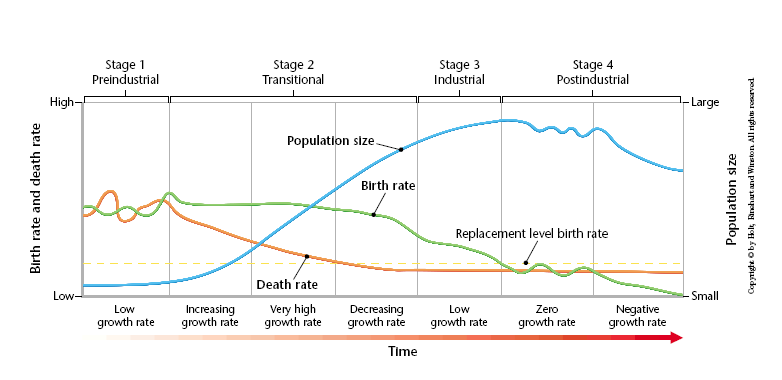 Stage 1
Preindustrial
Stage 2
Transitional
Stage 3
Industrial
Stage 4
Postindustrial
High
Large
Population size
Birth rate
Replacement level birth rate
Death rate
Low
Small
Birth rate and death rate
Population size
Copyright © by Holt, Rinehart and Winston. All rights reserved.
Low
growth rate
Increasing
growth rate
Very high
growth rate
Decreasing
growth rate
Low
growth rate
Zero
growth rate
Negative
growth rate
Time